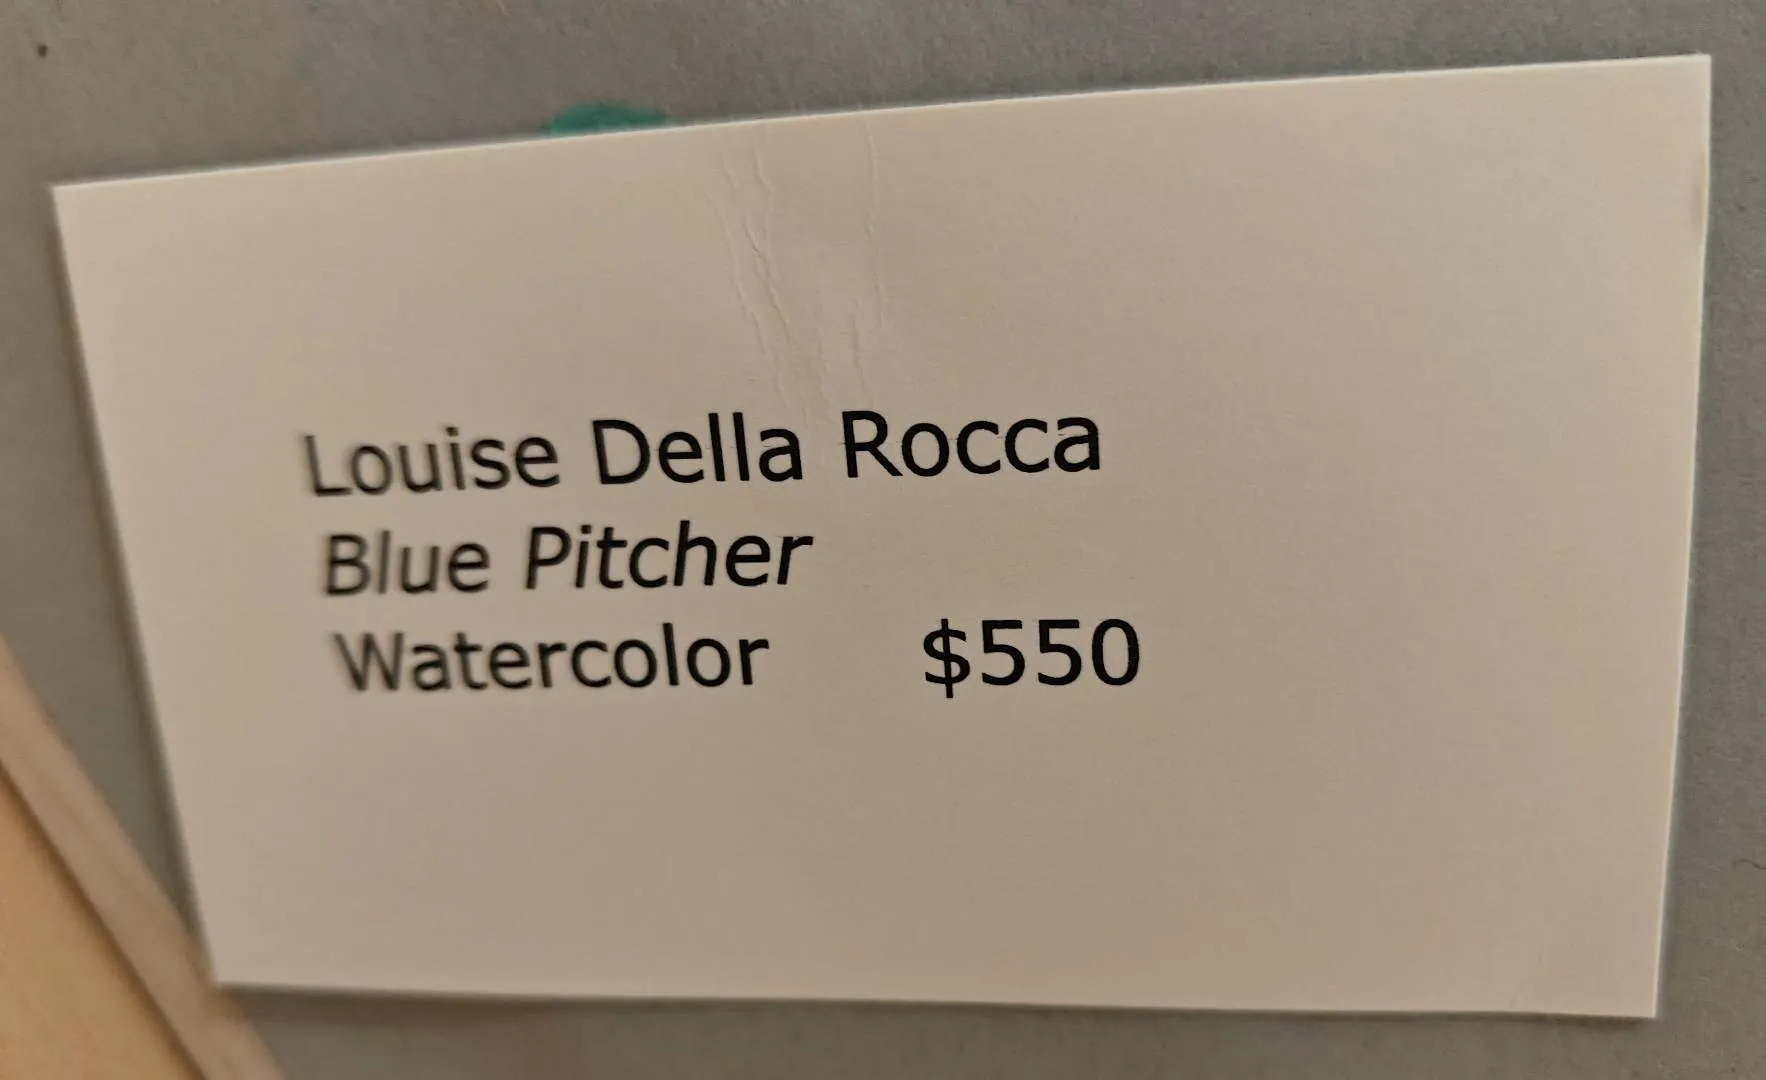 Louise Della Rocca
Blue Pitcher
Watercolor $550